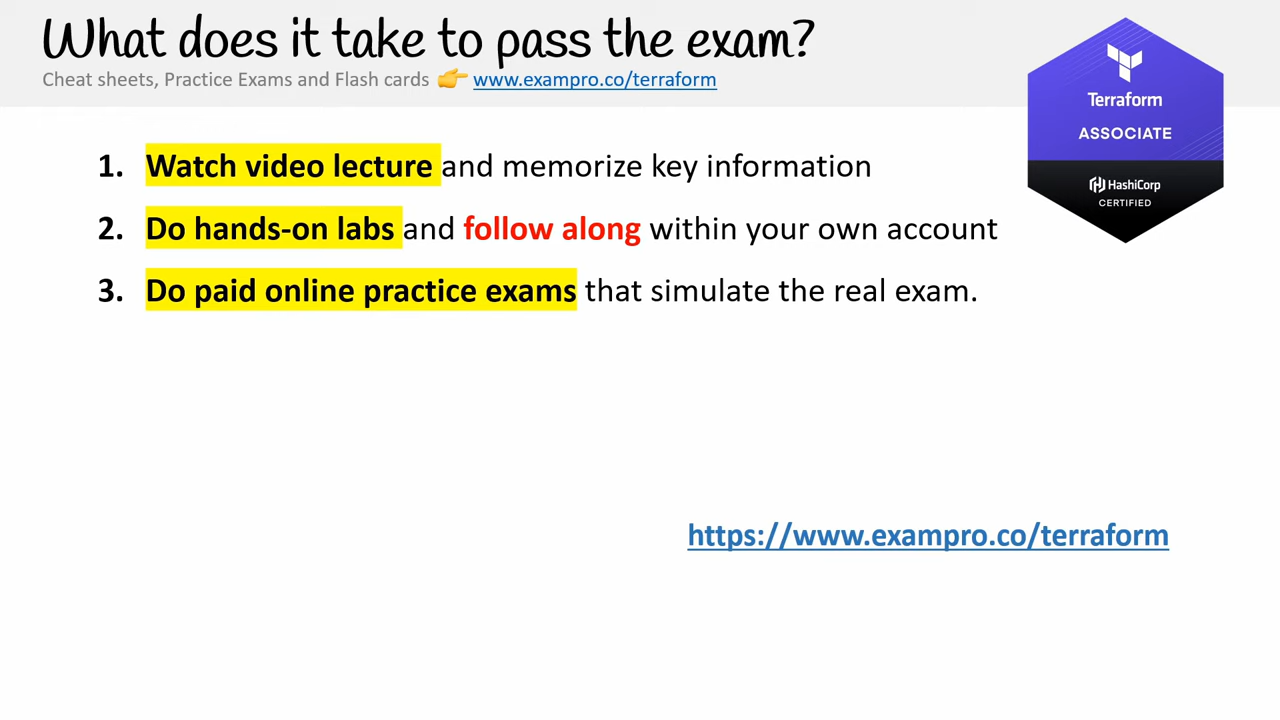 What does it take to pass the exam?
Cheat sheets, Practice Exams and Flash cards 👉 www.exampro.co/terraform
Terraform
ASSOCIATE
HashiCorp
CERTIFIED
1. Watch video lecture and memorize key information
2. Do hands-on labs and follow along within your own account
3. Do paid online practice exams that simulate the real exam.
https://www.exampro.co/terraform